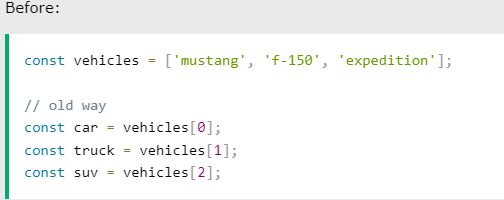 Before:
const vehicles = ['mustang', 'f-150', 'expedition'];
// old way
const car = vehicles[0];
const truck = vehicles[1];
const suv = vehicles[2];